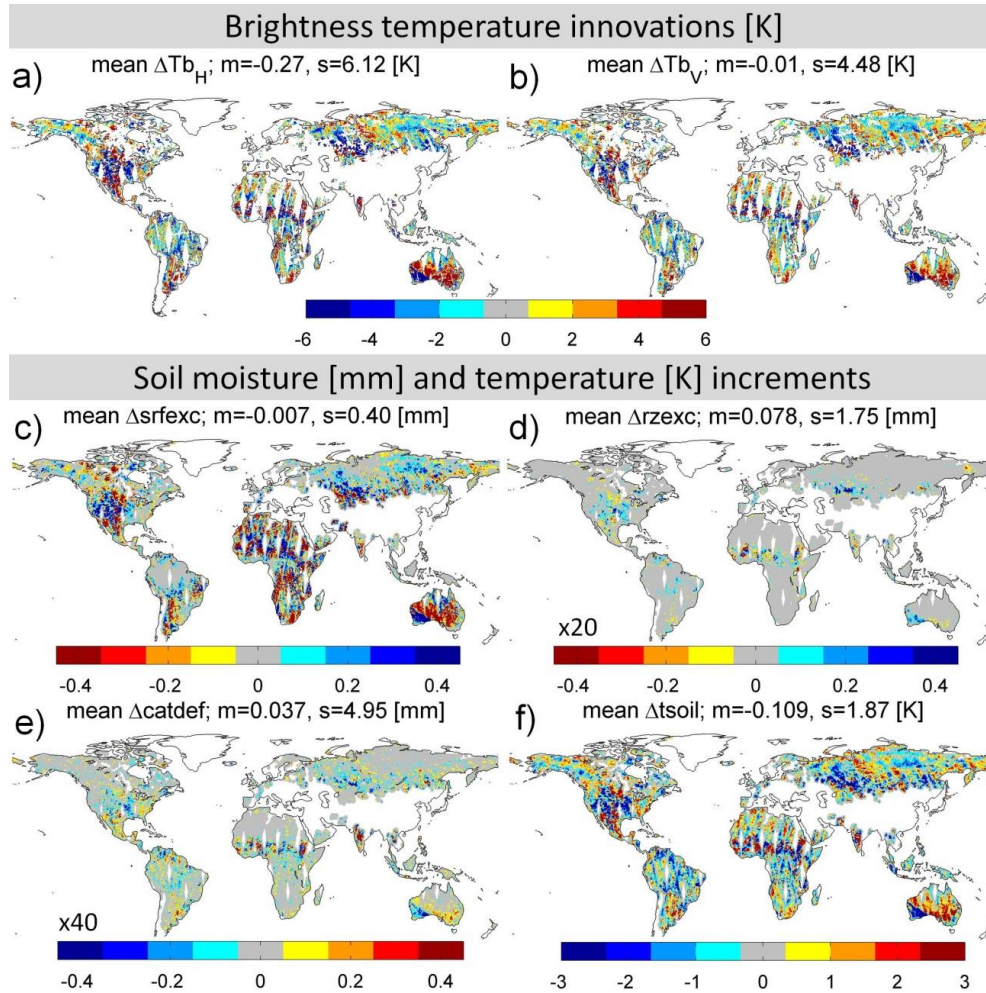 Brightness temperature innovations [K]
a) mean ΔTb_H; m=-0.27, s=6.12 [K]
b) mean ΔTb_V; m=-0.01, s=4.48 [K]
-6 -4 -2 0 2 4 6
Soil moisture [mm] and temperature [K] increments
c) mean Δsrfexc; m=-0.007, s=0.40 [mm]
d) mean Δrzexc; m=0.078, s=1.75 [mm]
x20
-0.4 -0.2 0 0.2 0.4
-0.4 -0.2 0 0.2 0.4
e) mean Δcatdef; m=0.037, s=4.95 [mm]
f) mean Δtsoil; m=-0.109, s=1.87 [K]
x40
-0.4 -0.2 0 0.2 0.4
-3 -2 -1 0 1 2 3